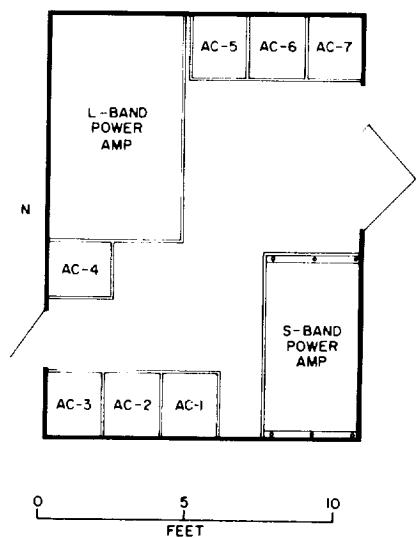 AC-5 AC-6 AC-7
L-BAND
POWER
AMP
N
AC-4
S-BAND
POWER
AMP
AC-3 AC-2 AC-1
0 5 10
FEET